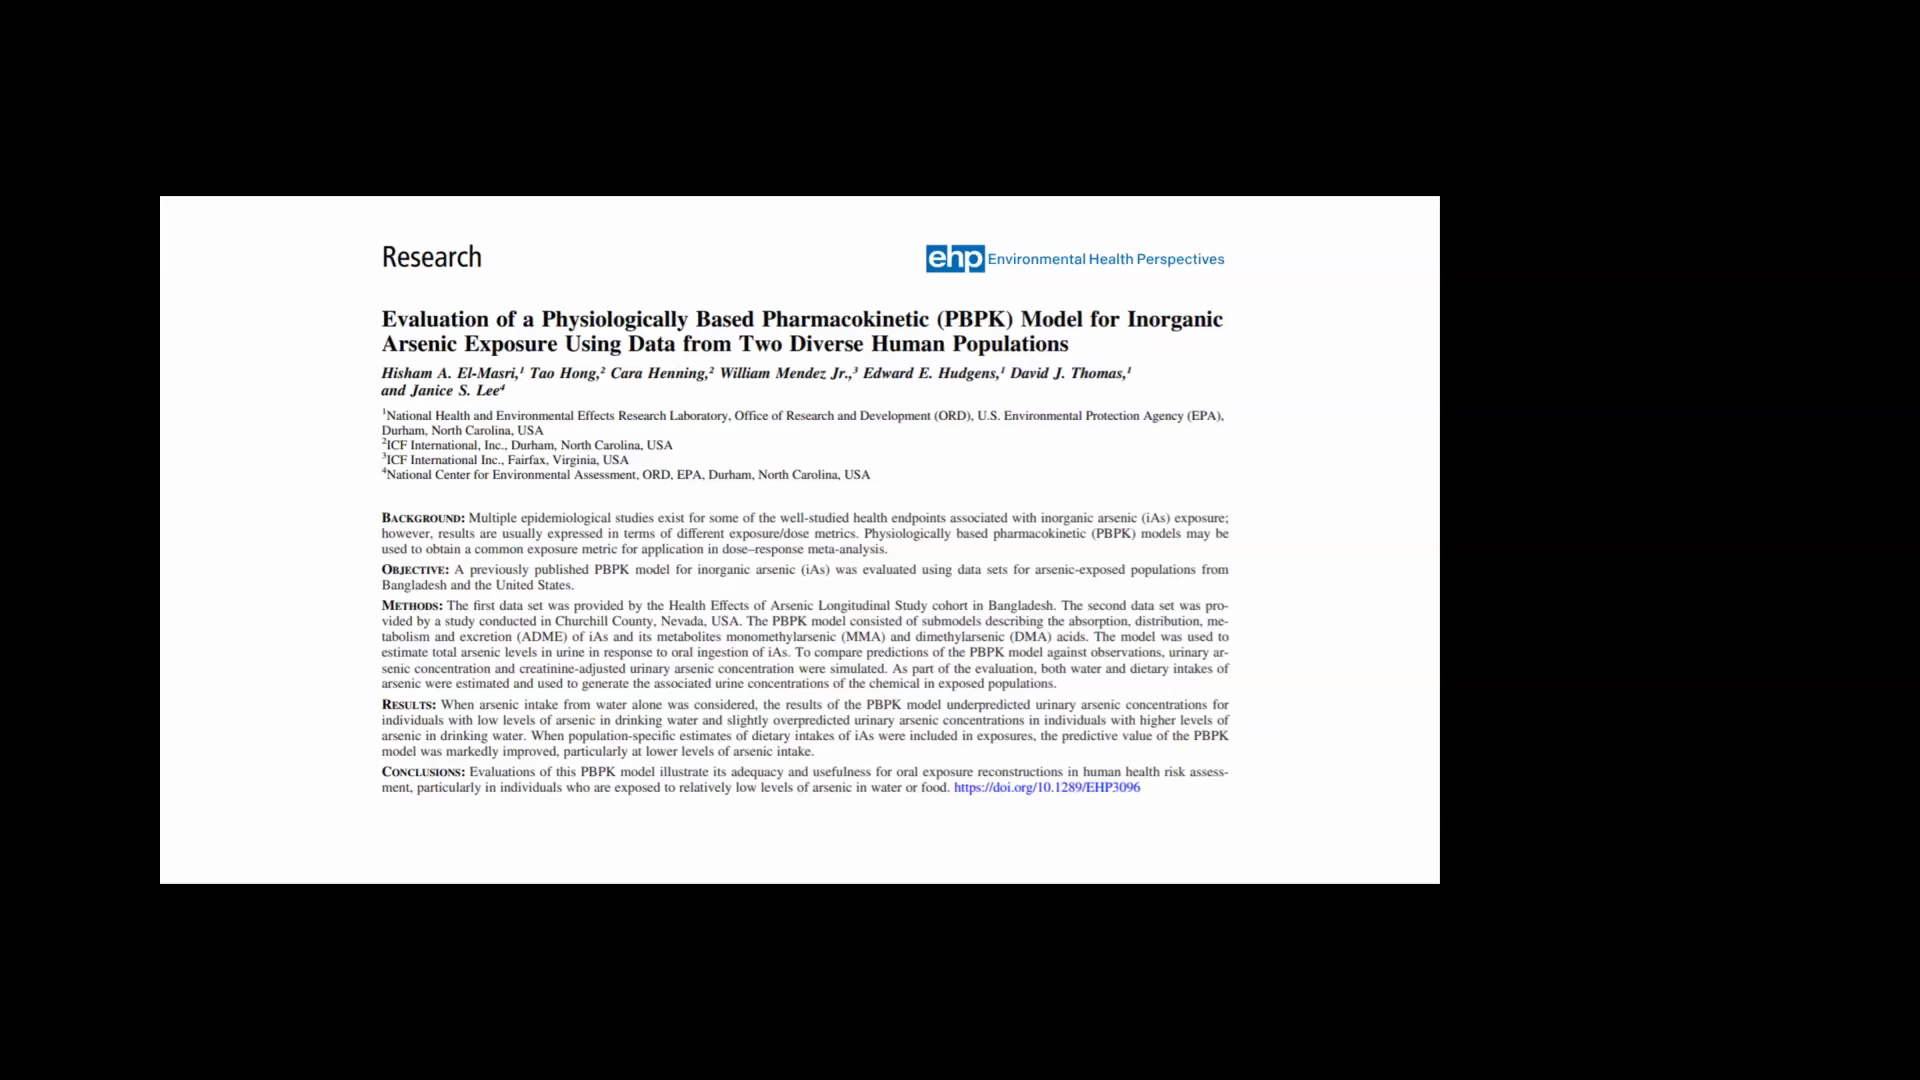 Research
ehp Environmental Health Perspectives
Evaluation of a Physiologically Based Pharmacokinetic (PBPK) Model for Inorganic
Arsenic Exposure Using Data from Two Diverse Human Populations
Hisham A. El-Masri,¹ Tao Hong,² Cara Henning,² William Mendez Jr.,³ Edward E. Hudgens,¹ David J. Thomas,¹
and Janice S. Lee⁴
¹National Health and Environmental Effects Research Laboratory, Office of Research and Development (ORD), U.S. Environmental Protection Agency (EPA),
Durham, North Carolina, USA
²ICF International, Inc., Durham, North Carolina, USA
³ICF International Inc., Fairfax, Virginia, USA
⁴National Center for Environmental Assessment, ORD, EPA, Durham, North Carolina, USA
BACKGROUND: Multiple epidemiological studies exist for some of the well-studied health endpoints associated with inorganic arsenic (iAs) exposure;
however, results are usually expressed in terms of different exposure/dose metrics. Physiologically based pharmacokinetic (PBPK) models may be
used to obtain a common exposure metric for application in dose–response meta-analysis.
OBJECTIVE: A previously published PBPK model for inorganic arsenic (iAs) was evaluated using data sets for arsenic-exposed populations from
Bangladesh and the United States.
METHODS: The first data set was provided by the Health Effects of Arsenic Longitudinal Study cohort in Bangladesh. The second data set was pro-
vided by a study conducted in Churchill County, Nevada, USA. The PBPK model consisted of submodels describing the absorption, distribution, me-
tabolism and excretion (ADME) of iAs and its metabolites monomethylarsenic (MMA) and dimethylarsenic (DMA) acids. The model was used to
estimate total arsenic levels in urine in response to oral ingestion of iAs. To compare predictions of the PBPK model against observations, urinary ar-
senic concentration and creatinine-adjusted urinary arsenic concentration were simulated. As part of the evaluation, both water and dietary intakes of
arsenic were estimated and used to generate the associated urine concentrations of the chemical in exposed populations.
RESULTS: When arsenic intake from water alone was considered, the results of the PBPK model underpredicted urinary arsenic concentrations for
individuals with low levels of arsenic in drinking water and slightly overpredicted urinary arsenic concentrations in individuals with higher levels of
arsenic in drinking water. When population-specific estimates of dietary intakes of iAs were included in exposures, the predictive value of the PBPK
model was markedly improved, particularly at lower levels of arsenic intake.
CONCLUSIONS: Evaluations of this PBPK model illustrate its adequacy and usefulness for oral exposure reconstructions in human health risk assess-
ment, particularly in individuals who are exposed to relatively low levels of arsenic in water or food. https://doi.org/10.1289/EHP3096